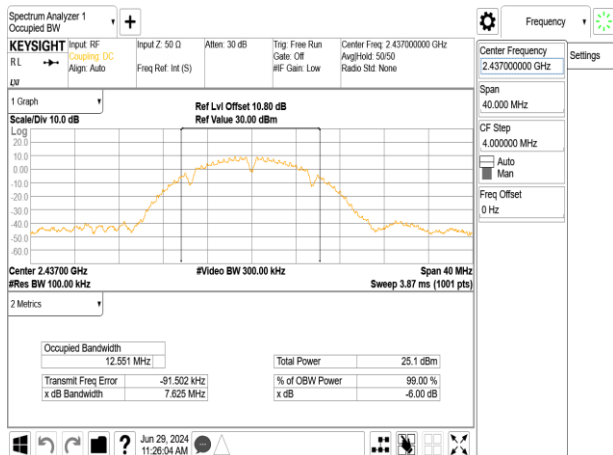 Spectrum Analyzer 1
Occupied BW
Frequency
KEYSIGHT
Input: RF
Coupling: DC
Align: Auto
Input Z: 50 Ω
Freq Ref: Int (S)
Atten: 30 dB
Trig: Free Run
Gate: Off
#IF Gain: Low
Center Freq: 2.437000000 GHz
Avg|Hold: 50/50
Radio Std: None
RL
LXI
Center Frequency
2.437000000 GHz
Settings
Span
40.000 MHz
CF Step
4.000000 MHz
Auto
Man
Freq Offset
0 Hz
1 Graph
Scale/Div 10.0 dB
Ref Lvl Offset 10.80 dB
Ref Value 30.00 dBm
Log
20.0
10.0
0.00
-10.0
-20.0
-30.0
-40.0
-50.0
-60.0
Center 2.43700 GHz
#Video BW 300.00 kHz
Span 40 MHz
#Res BW 100.00 kHz
Sweep 3.87 ms (1001 pts)
2 Metrics
Occupied Bandwidth
12.551 MHz
Total Power
25.1 dBm
Transmit Freq Error
-91.502 kHz
% of OBW Power
99.00 %
x dB Bandwidth
7.625 MHz
x dB
-6.00 dB
?
Jun 29, 2024
11:26:04 AM